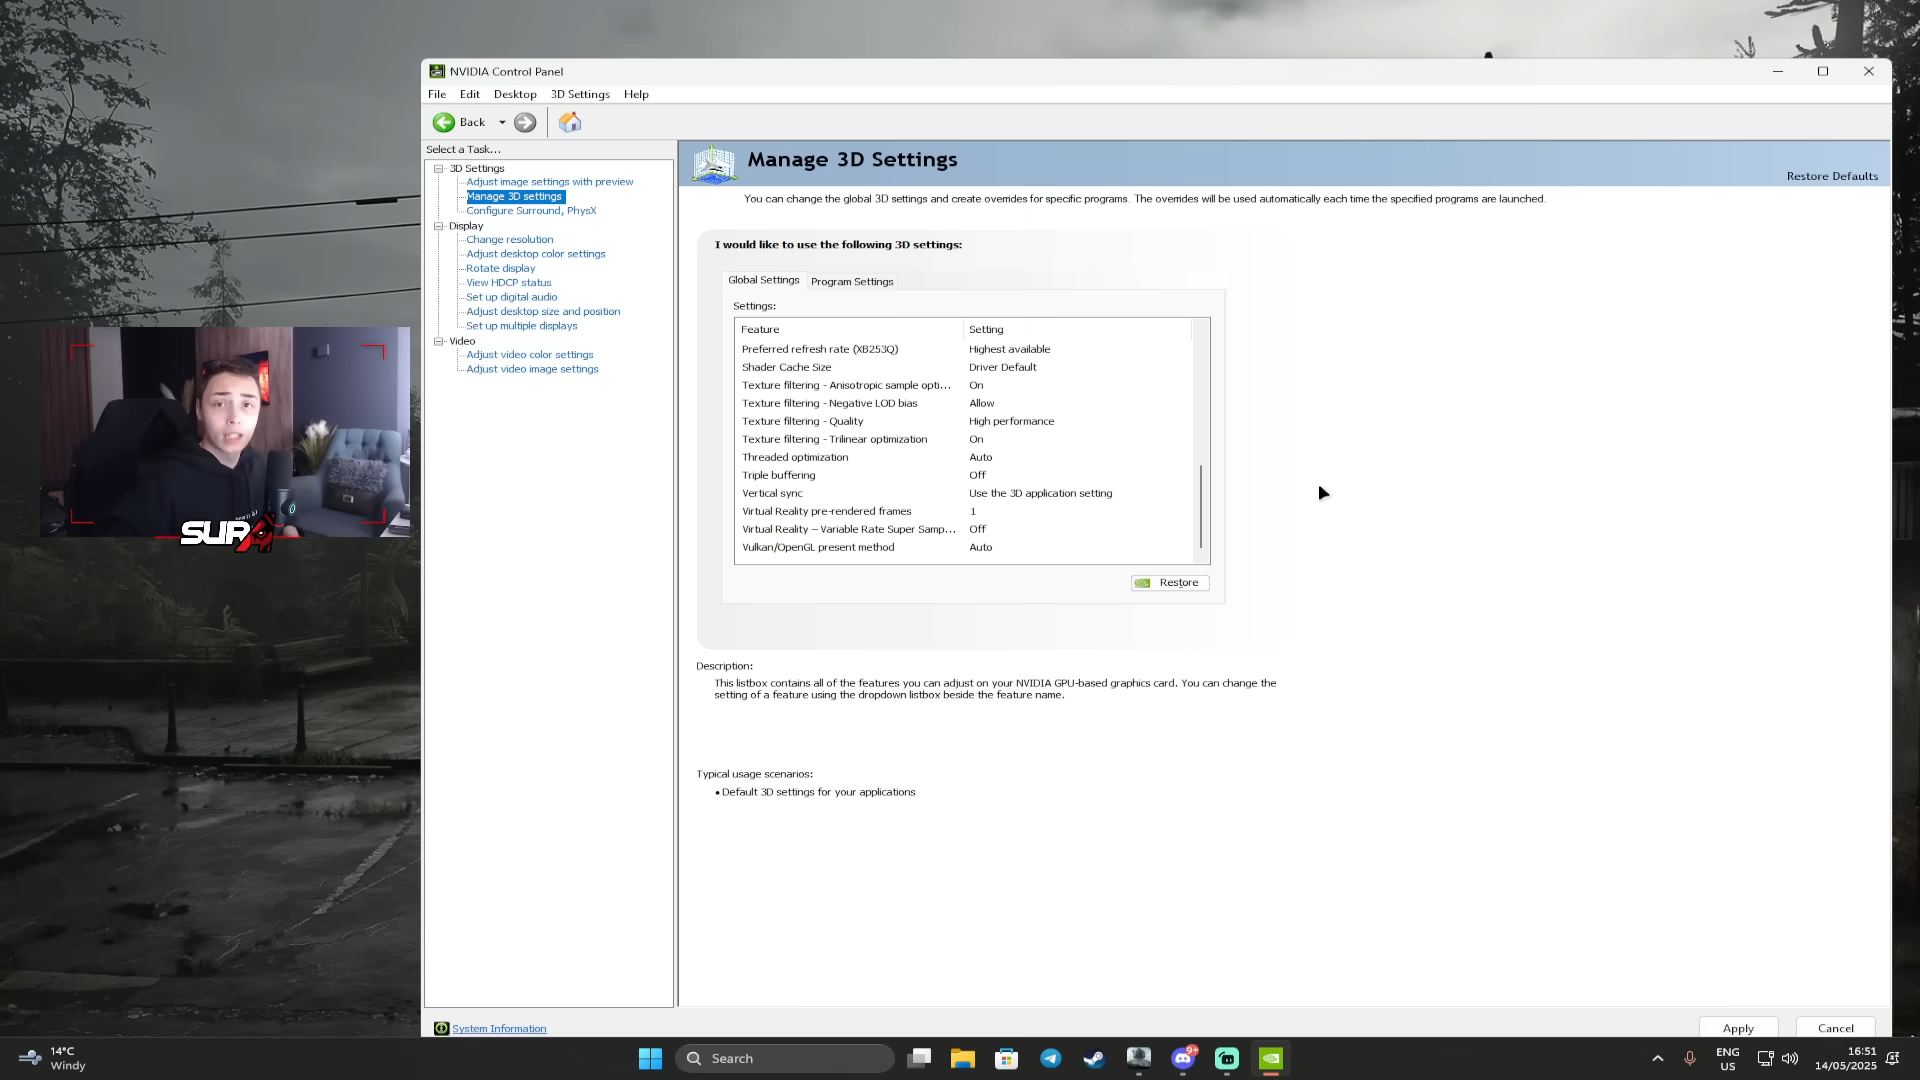 NVIDIA Control Panel
File Edit Desktop 3D Settings Help
Back
Select a Task...
3D Settings
Adjust image settings with preview
Manage 3D settings
Configure Surround, PhysX
Display
Change resolution
Adjust desktop color settings
Rotate display
View HDCP status
Set up digital audio
Adjust desktop size and position
Set up multiple displays
Video
Adjust video color settings
Adjust video image settings
System Information
Manage 3D Settings
Restore Defaults
You can change the global 3D settings and create overrides for specific programs. The overrides will be used automatically each time the specified programs are launched.
I would like to use the following 3D settings:
Global Settings Program Settings
Settings:
Feature Setting
Preferred refresh rate (XB253Q) Highest available
Shader Cache Size Driver Default
Texture filtering - Anisotropic sample opti... On
Texture filtering - Negative LOD bias Allow
Texture filtering - Quality High performance
Texture filtering - Trilinear optimization On
Threaded optimization Auto
Triple buffering Off
Vertical sync Use the 3D application setting
Virtual Reality pre-rendered frames 1
Virtual Reality – Variable Rate Super Samp... Off
Vulkan/OpenGL present method Auto
Restore
Description:
This listbox contains all of the features you can adjust on your NVIDIA GPU-based graphics card. You can change the
setting of a feature using the dropdown listbox beside the feature name.
Typical usage scenarios:
• Default 3D settings for your applications
Apply Cancel
SUPA
14°C
Windy
Search
9+
ENG
US
16:51
14/05/2025